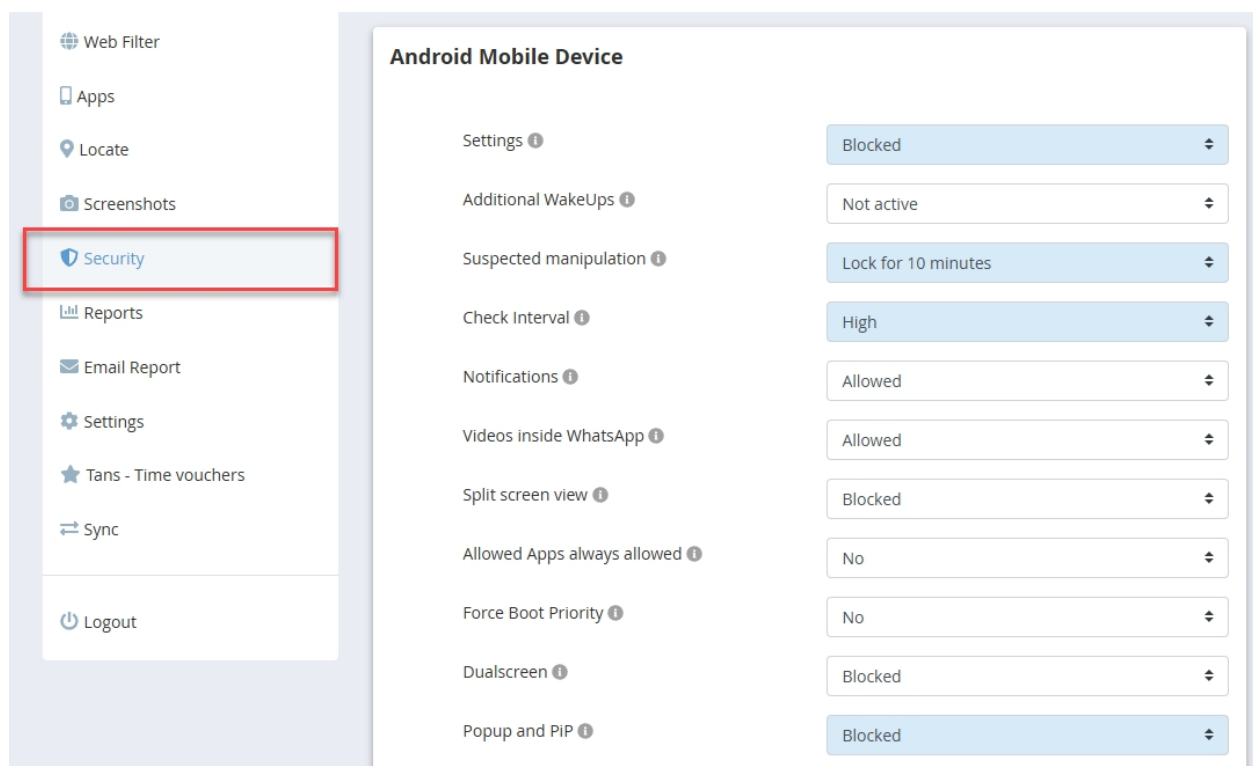 Web Filter
Apps
Locate
Screenshots
Security
Reports
Email Report
Settings
Tans - Time vouchers
Sync
Logout
Android Mobile Device
Settings Blocked
Additional WakeUps Not active
Suspected manipulation Lock for 10 minutes
Check Interval High
Notifications Allowed
Videos inside WhatsApp Allowed
Split screen view Blocked
Allowed Apps always allowed No
Force Boot Priority No
Dualscreen Blocked
Popup and PiP Blocked